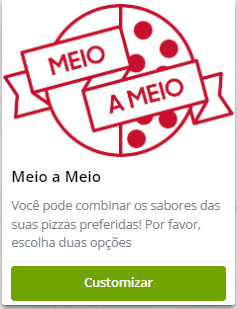 MEIO
A MEIO
Meio a Meio
Você pode combinar os sabores das
suas pizzas preferidas! Por favor,
escolha duas opções
Customizar